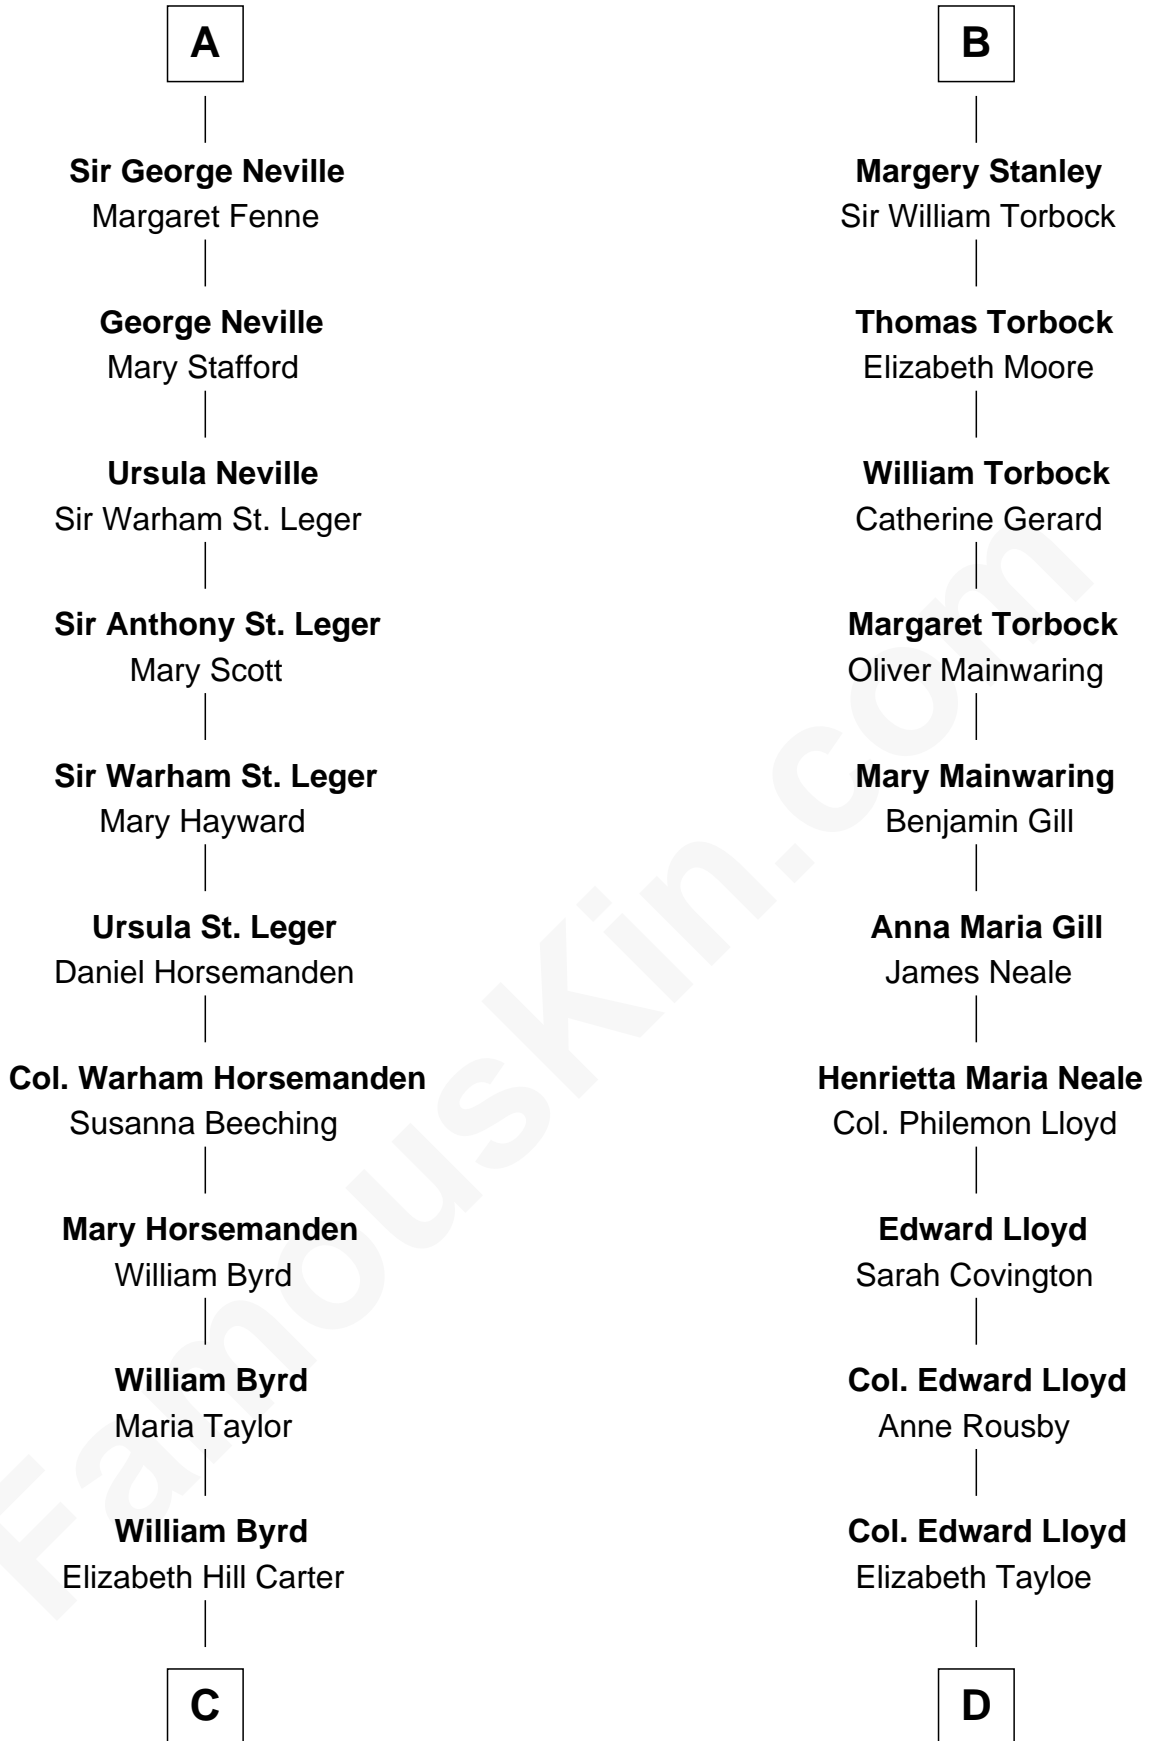 A
Sir George Neville
Margaret Fenne
George Neville
Mary Stafford
Ursula Neville
Sir Warham St. Leger
Sir Anthony St. Leger
Mary Scott
Sir Warham St. Leger
Mary Hayward
Ursula St. Leger
Daniel Horsemanden
Col. Warham Horsemanden
Susanna Beeching
Mary Horsemanden
William Byrd
William Byrd
Maria Taylor
William Byrd
Elizabeth Hill Carter
C
B
Margery Stanley
Sir William Torbock
Thomas Torbock
Elizabeth Moore
William Torbock
Catherine Gerard
Margaret Torbock
Oliver Mainwaring
Mary Mainwaring
Benjamin Gill
Anna Maria Gill
James Neale
Henrietta Maria Neale
Col. Philemon Lloyd
Edward Lloyd
Sarah Covington
Col. Edward Lloyd
Anne Rousby
Col. Edward Lloyd
Elizabeth Tayloe
D
FamousKin.com